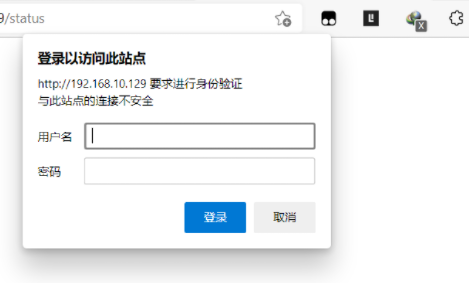 9/status
登录以访问此站点
http://192.168.10.129 要求进行身份验证
与此站点的连接不安全
用户名
密码
登录
取消